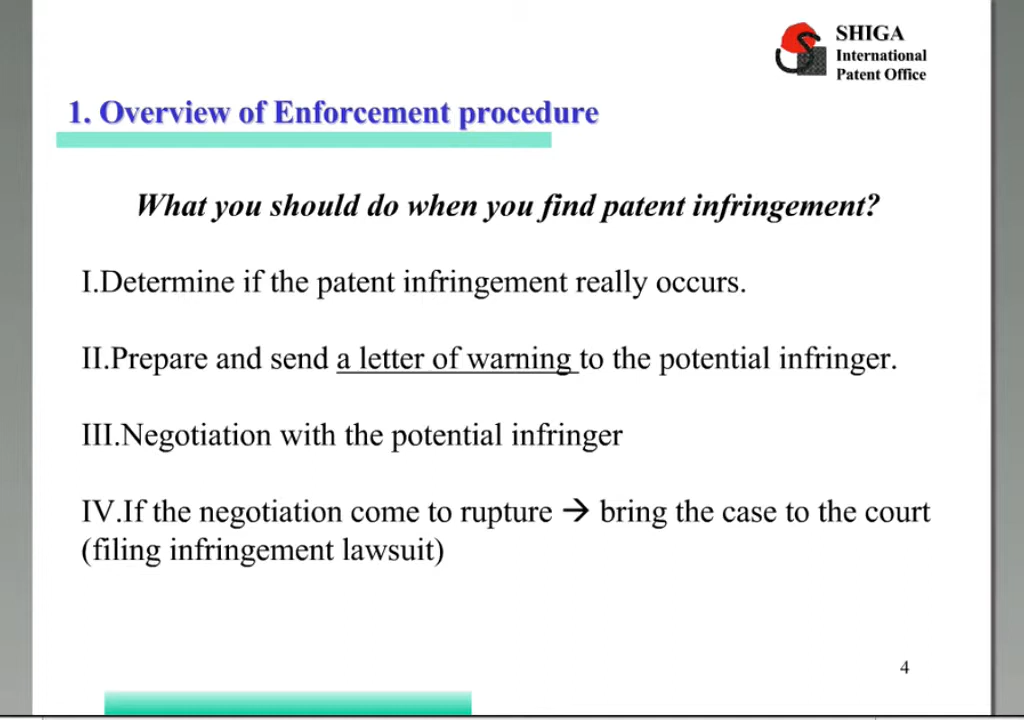 SHIGA
International
Patent Office
1. Overview of Enforcement procedure
What you should do when you find patent infringement?
I.Determine if the patent infringement really occurs.
II.Prepare and send a letter of warning to the potential infringer.
III.Negotiation with the potential infringer
IV.If the negotiation come to rupture → bring the case to the court
(filing infringement lawsuit)
4